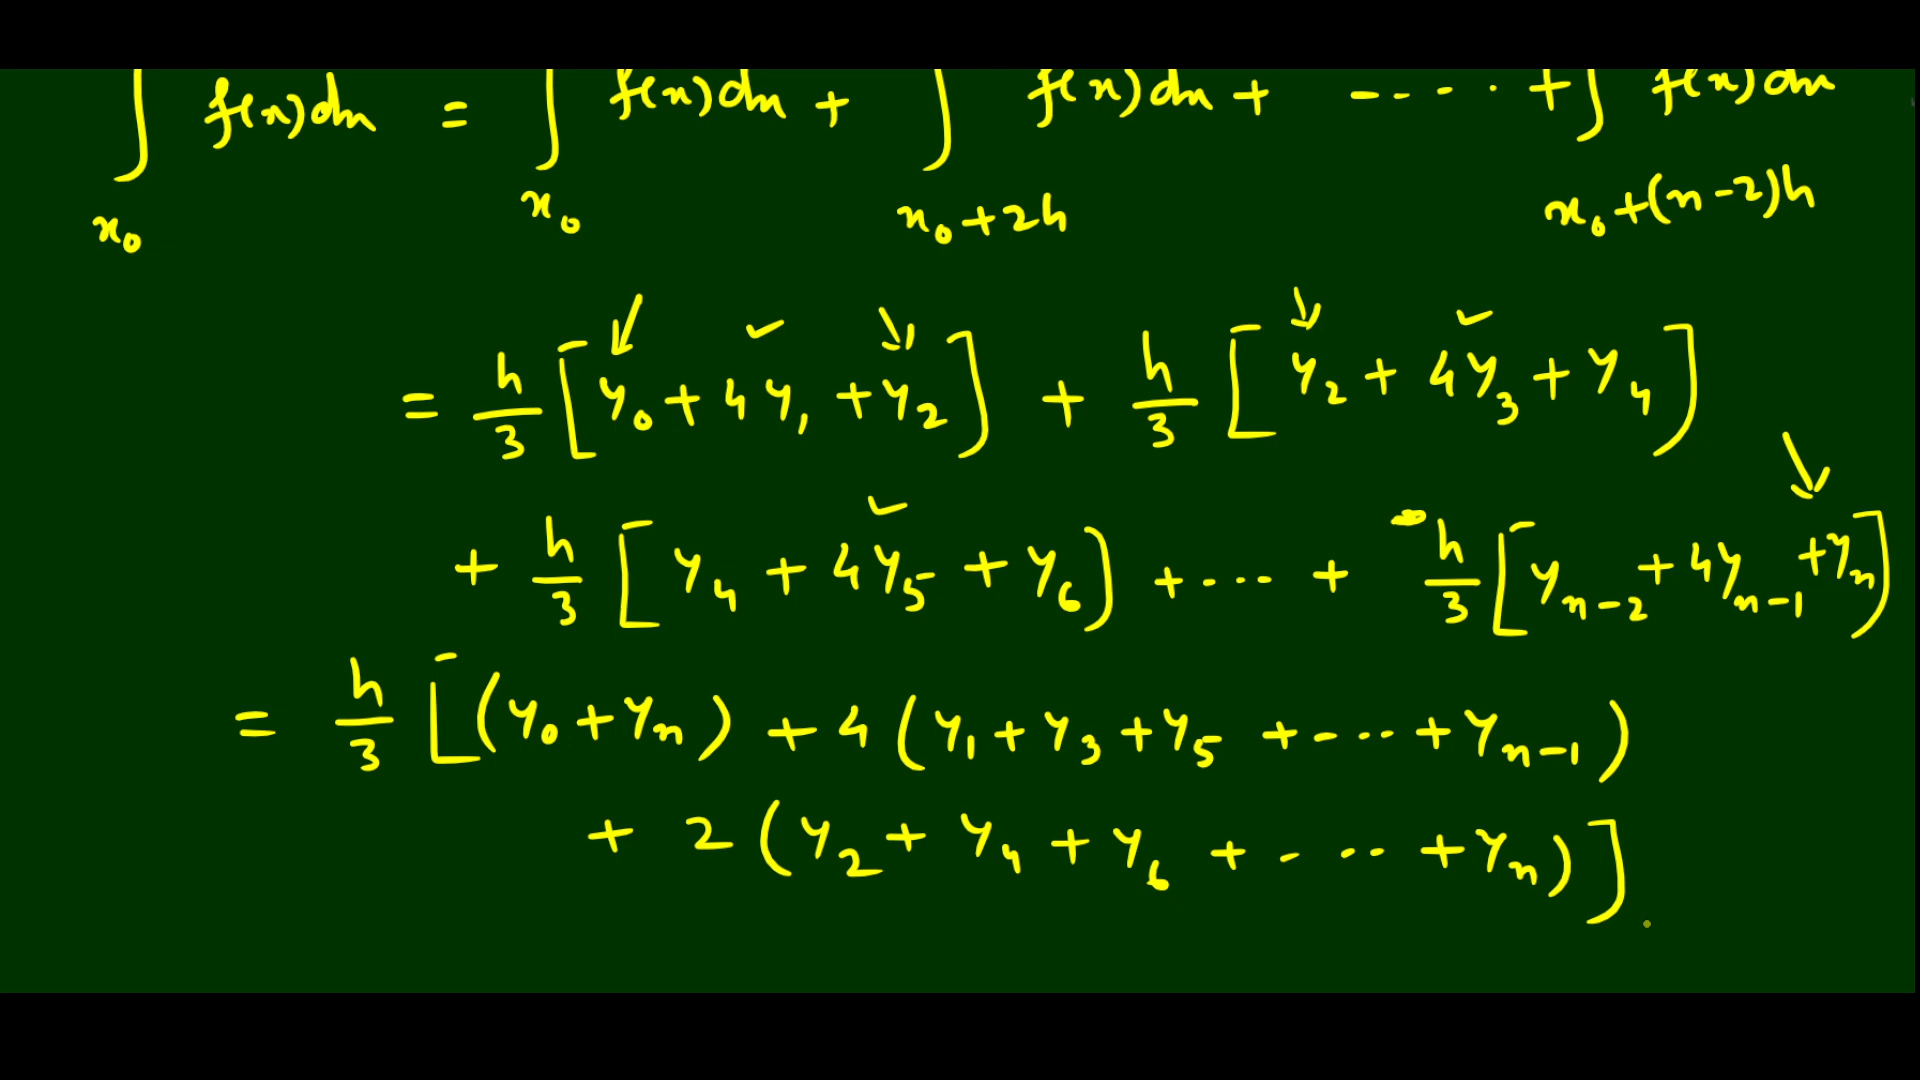 ∫ f(x)dx = ∫ f(x)dx + ∫ f(x)dx + ----- + ∫ f(x)dx
x₀ x₀ x₀+2h x₀+(n-2)h
= h/3 [y₀ + 4y₁ + y₂] + h/3 [y₂ + 4y₃ + y₄]
+ h/3 [y₄ + 4y₅ + y₆] + ... + h/3 [yₙ₋₂ + 4yₙ₋₁ + yₙ]
= h/3 [(y₀ + yₙ) + 4(y₁ + y₃ + y₅ + ---- + yₙ₋₁)
+ 2(y₂ + y₄ + y₆ + ---- + yₙ)]